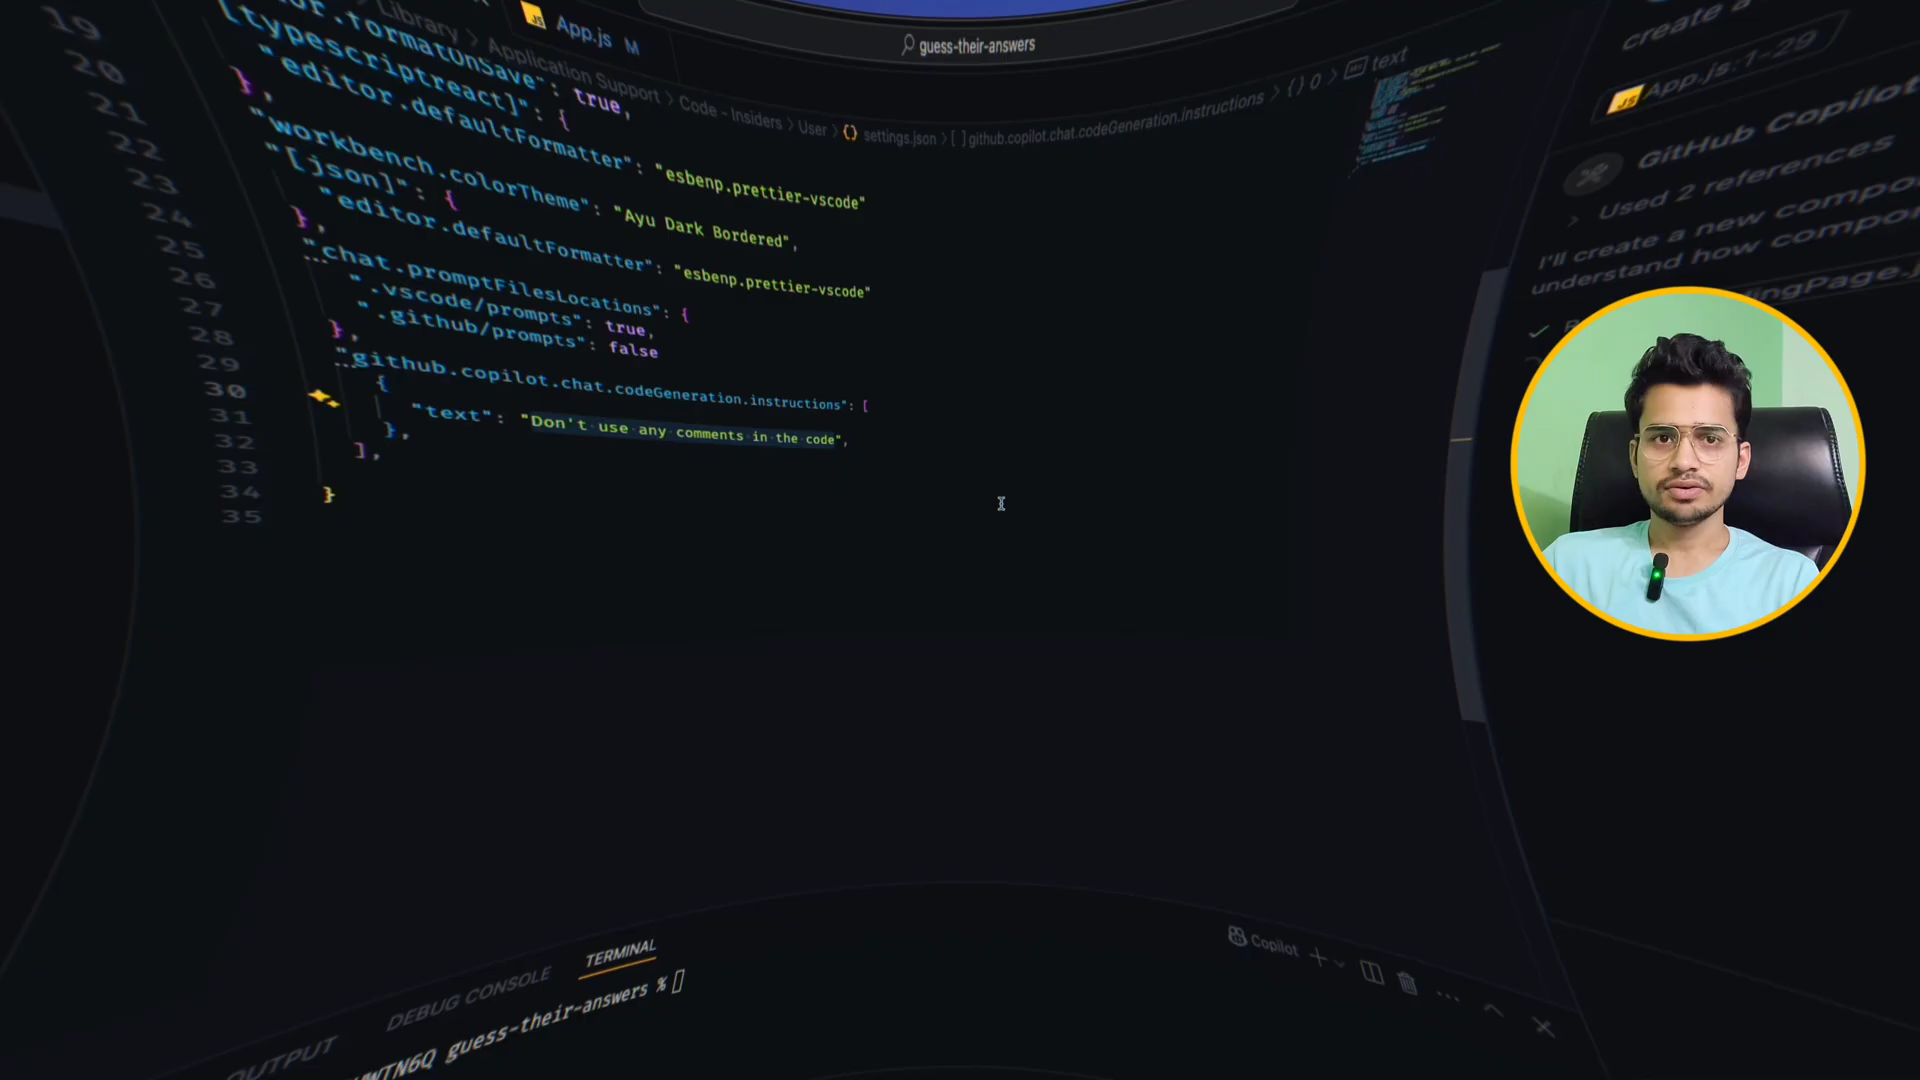 App.js M
guess-their-answers
Library > Application Support > Code - Insiders > User > {} settings.json > [ ] github.copilot.chat.codeGeneration.instructions > {} 0 > text
19
20
21
22
23
24
25
26
27
28
29
30
31
32
33
34
35
.formatOnSave": true,
[typescriptreact]": {
"editor.defaultFormatter": "esbenp.prettier-vscode"
},
"workbench.colorTheme": "Ayu Dark Bordered",
"[json]": {
"editor.defaultFormatter": "esbenp.prettier-vscode"
},
"chat.promptFilesLocations": {
".vscode/prompts": true,
".github/prompts": false
},
"github.copilot.chat.codeGeneration.instructions": [
{
"text": "Don't use any comments in the code",
},
],
}
create a
App.js:1-29
GitHub Copilot
> Used 2 references
I'll create a new
understand how
OUTPUT
DEBUG CONSOLE
TERMINAL
Copilot
guess-their-answers %